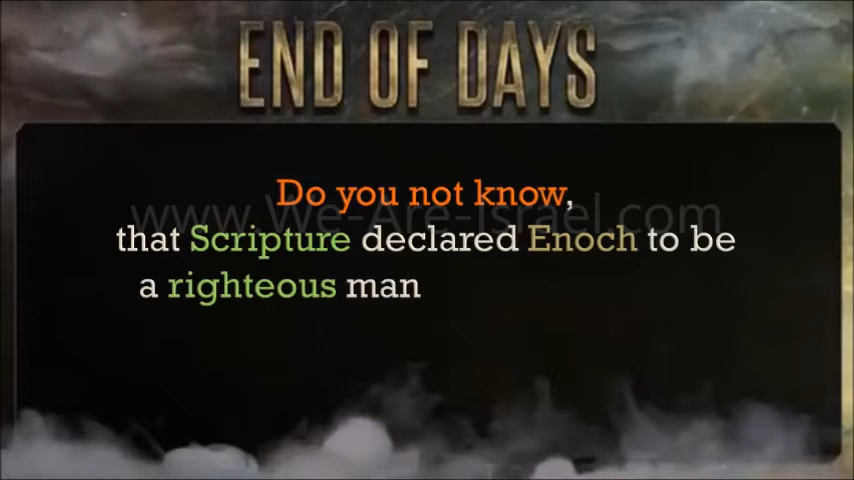 END OF DAYS
Do you not know,
www.We-Are-Israel.com
that Scripture declared Enoch to be
a righteous man